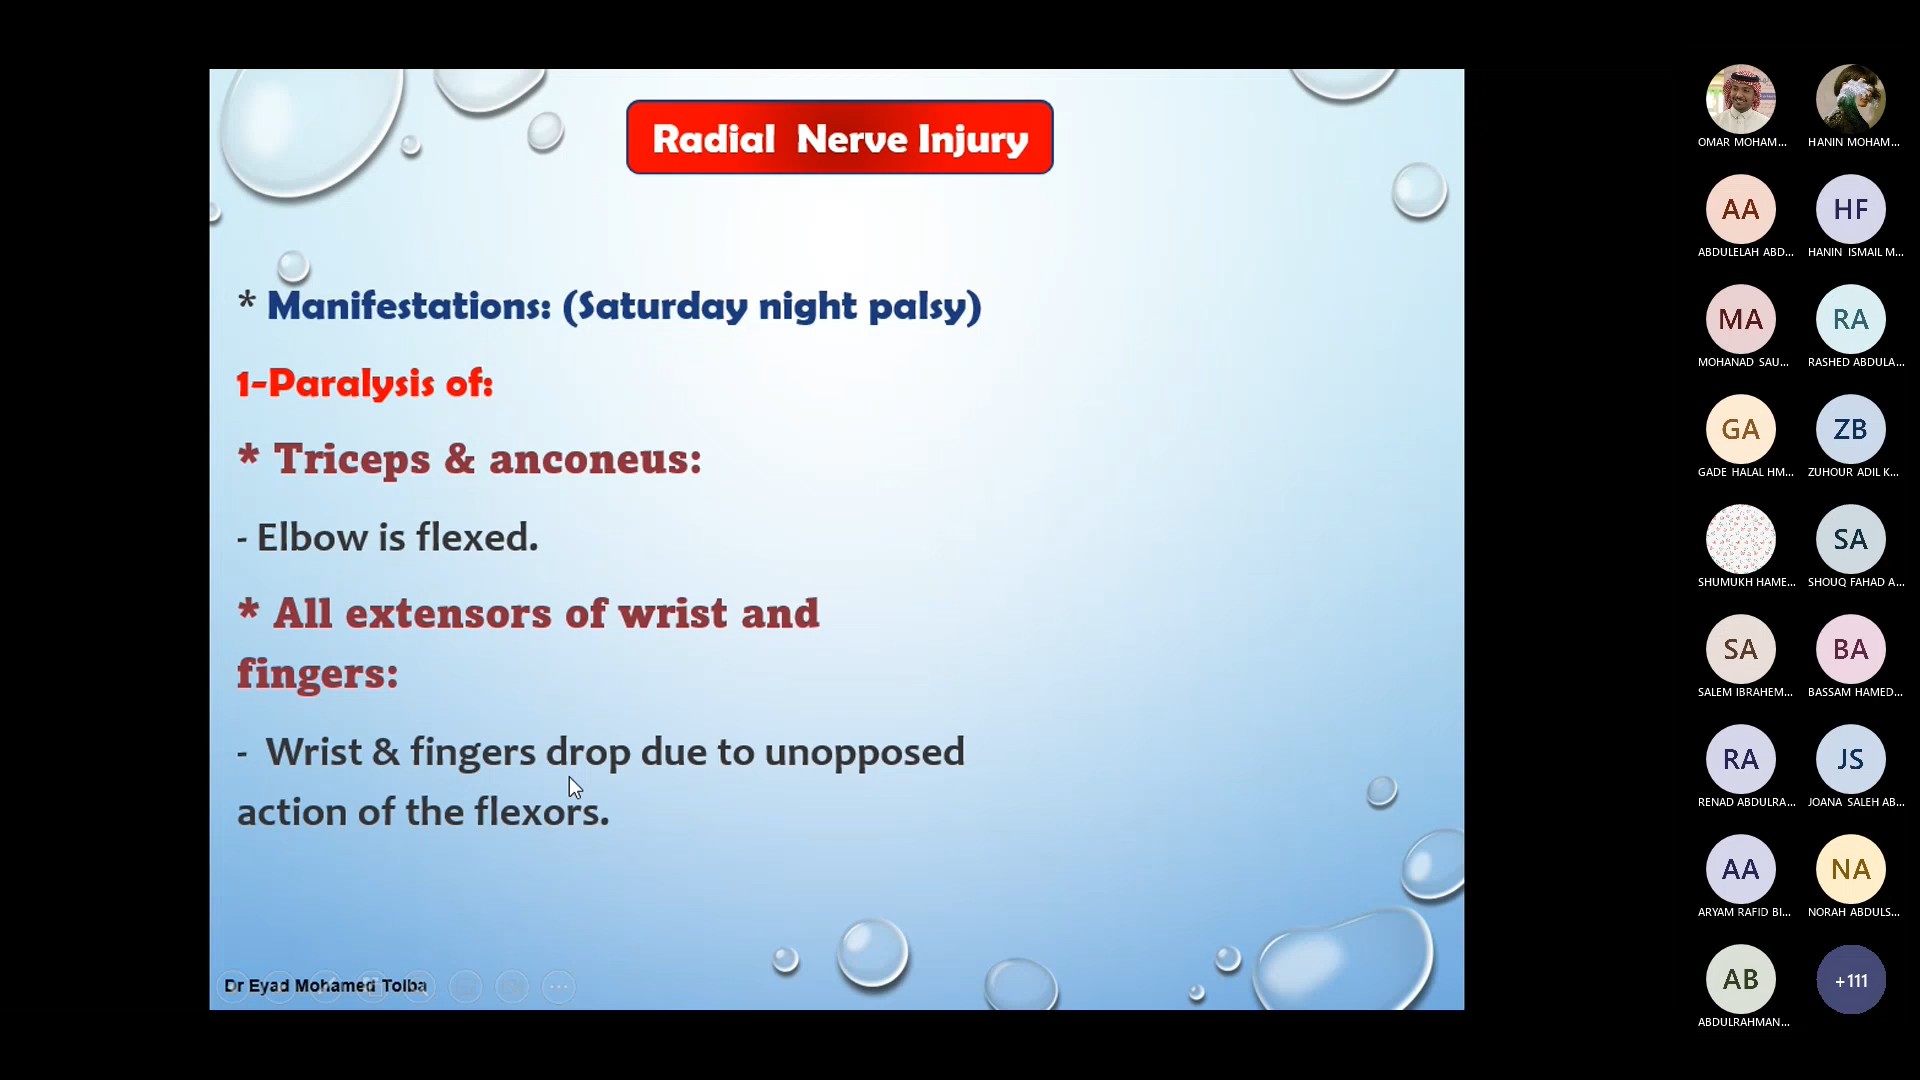 Radial Nerve Injury
* Manifestations: (Saturday night palsy)
1-Paralysis of:
* Triceps & anconeus:
- Elbow is flexed.
* All extensors of wrist and
fingers:
- Wrist & fingers drop due to unopposed
action of the flexors.
Dr Eyad Mohamed Tolba
OMAR MOHAM...
HANIN MOHAM...
AA
HF
ABDULELAH ABD...
HANIN ISMAIL M...
MA
RA
MOHANAD SAU...
RASHED ABDULA...
GA
ZB
GADE HALAL HM...
ZUHOUR ADIL K...
SA
SHUMUKH HAME...
SHOUQ FAHAD A...
SA
BA
SALEM IBRAHEM...
BASSAM HAMED...
RA
JS
RENAD ABDULRA...
JOANA SALEH AB...
AA
NA
ARYAM RAFID BI...
NORAH ABDULS...
AB
+111
ABDULRAHMAN...